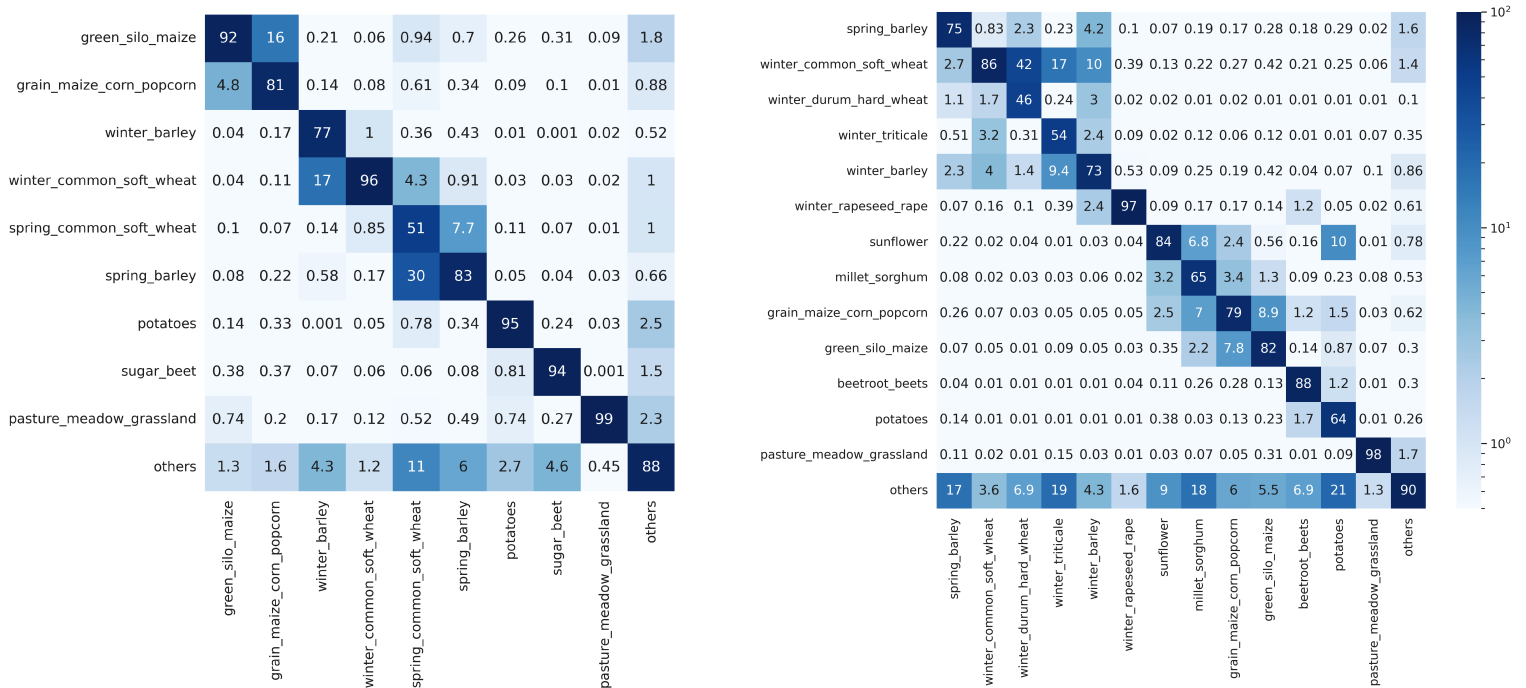 green_silo_maize 92 16 0.21 0.06 0.94 0.7 0.26 0.31 0.09 1.8
grain_maize_corn_popcorn 4.8 81 0.14 0.08 0.61 0.34 0.09 0.1 0.01 0.88
winter_barley 0.04 0.17 77 1 0.36 0.43 0.01 0.001 0.02 0.52
winter_common_soft_wheat 0.04 0.11 17 96 4.3 0.91 0.03 0.03 0.02 1
spring_common_soft_wheat 0.1 0.07 0.14 0.85 51 7.7 0.11 0.07 0.01 1
spring_barley 0.08 0.22 0.58 0.17 30 83 0.05 0.04 0.03 0.66
potatoes 0.14 0.33 0.001 0.05 0.78 0.34 95 0.24 0.03 2.5
sugar_beet 0.38 0.37 0.07 0.06 0.06 0.08 0.81 94 0.001 1.5
pasture_meadow_grassland 0.74 0.2 0.17 0.12 0.52 0.49 0.74 0.27 99 2.3
others 1.3 1.6 4.3 1.2 11 6 2.7 4.6 0.45 88
green_silo_maize
grain_maize_corn_popcorn
winter_barley
winter_common_soft_wheat
spring_common_soft_wheat
spring_barley
potatoes
sugar_beet
pasture_meadow_grassland
others
spring_barley 75 0.83 2.3 0.23 4.2 0.1 0.07 0.19 0.17 0.28 0.18 0.29 0.02 1.6
winter_common_soft_wheat 2.7 86 42 17 10 0.39 0.13 0.22 0.27 0.42 0.21 0.25 0.06 1.4
winter_durum_hard_wheat 1.1 1.7 46 0.24 3 0.02 0.02 0.01 0.02 0.01 0.01 0.01 0.01 0.1
winter_triticale 0.51 3.2 0.31 54 2.4 0.09 0.02 0.12 0.06 0.12 0.01 0.01 0.07 0.35
winter_barley 2.3 4 1.4 9.4 73 0.53 0.09 0.29 0.19 0.42 0.04 0.07 0.1 0.86
winter_rapeseed_rape 0.07 0.16 0.1 0.39 2.4 97 0.09 0.17 0.17 0.14 1.2 0.05 0.02 0.61
sunflower 0.22 0.02 0.04 0.01 0.03 0.04 84 6.8 2.4 0.56 0.16 10 0.01 0.78
millet_sorghum 0.08 0.02 0.03 0.03 0.06 0.02 3.2 65 3.4 1.3 0.09 0.23 0.08 0.53
grain_maize_corn_popcorn 0.26 0.07 0.03 0.05 0.05 0.05 2.5 7 79 8.9 1.2 1.5 0.03 0.62
green_silo_maize 0.07 0.05 0.01 0.09 0.05 0.03 0.35 2.2 7.8 82 0.14 0.87 0.07 0.3
beetroot_beets 0.04 0.01 0.01 0.01 0.01 0.04 0.11 0.26 0.28 0.13 88 1.2 0.01 0.3
potatoes 0.14 0.01 0.01 0.01 0.01 0.01 0.38 0.03 0.13 0.23 1.7 64 0.01 0.26
pasture_meadow_grassland 0.11 0.02 0.01 0.15 0.03 0.01 0.03 0.07 0.05 0.31 0.01 0.09 98 1.7
others 17 3.6 6.9 19 4.3 1.6 9 18 6 5.5 6.9 21 1.3 90
spring_barley
winter_common_soft_wheat
winter_durum_hard_wheat
winter_triticale
winter_barley
winter_rapeseed_rape
sunflower
millet_sorghum
grain_maize_corn_popcorn
green_silo_maize
beetroot_beets
potatoes
pasture_meadow_grassland
others
10²
10¹
10⁰